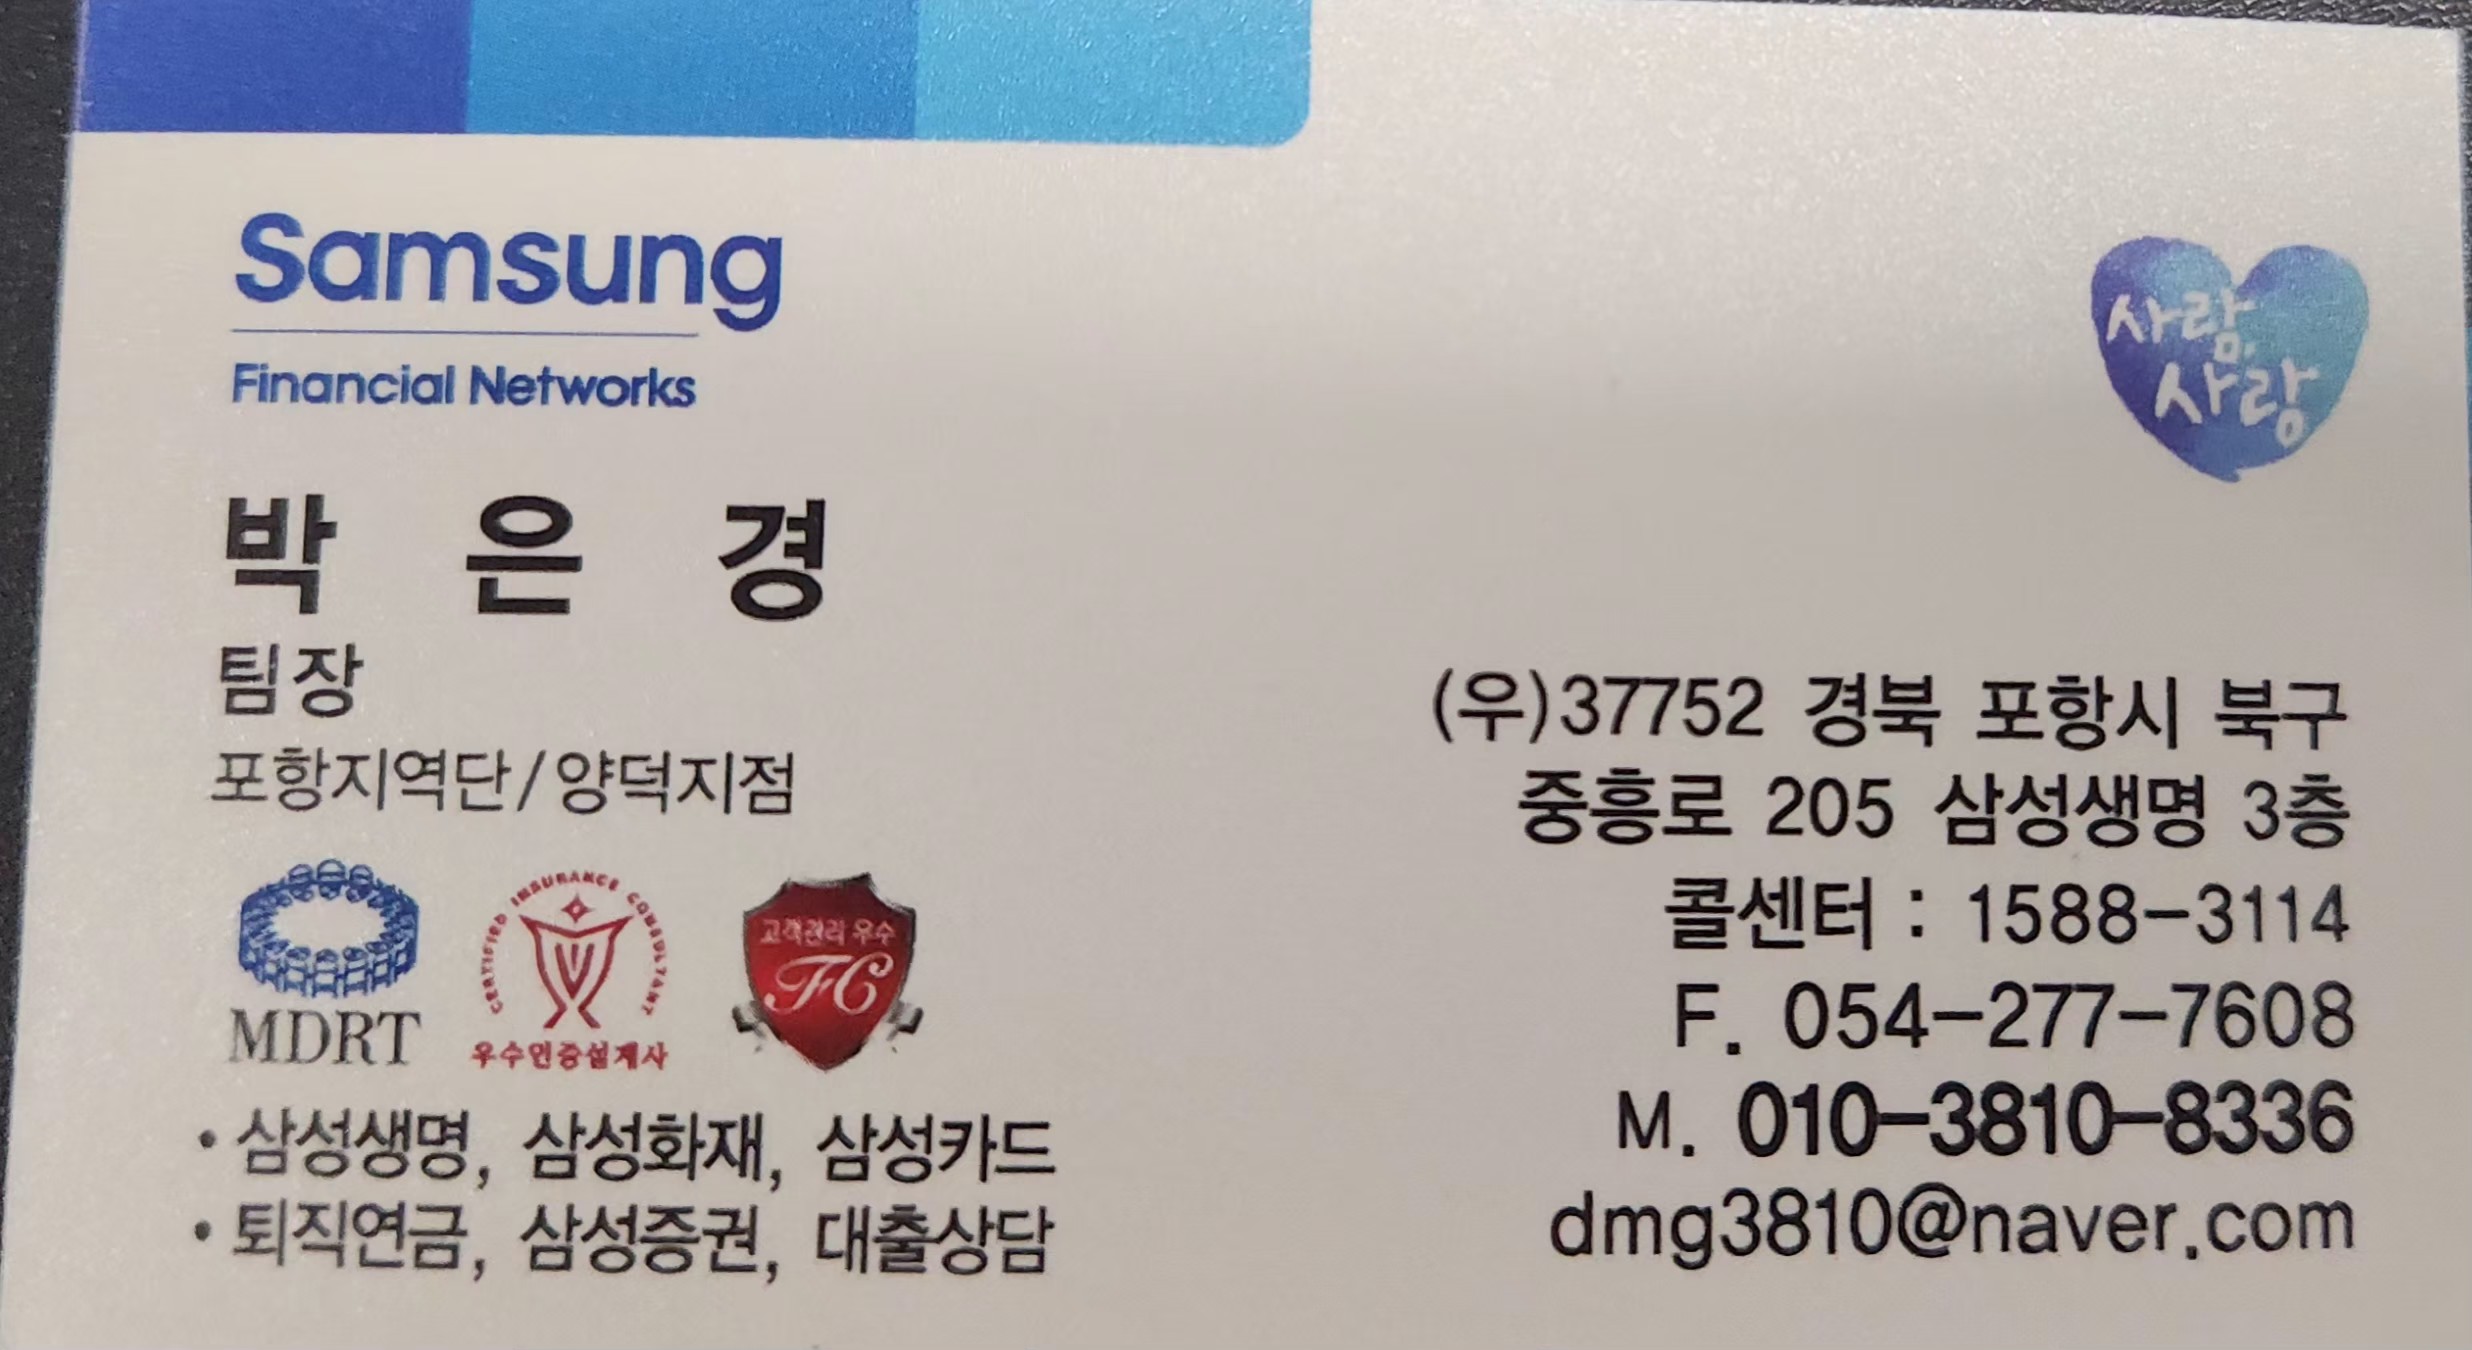 Samsung
Financial Networks
사람,
사랑
박 은 경
팀장
포항지역단/양덕지점
MDRT
CERTIFIED INSURANCE CONSULTANT
우수인증설계사
고객관리 우수
FC
• 삼성생명, 삼성화재, 삼성카드
• 퇴직연금, 삼성증권, 대출상담
(우)37752 경북 포항시 북구
중흥로 205 삼성생명 3층
콜센터 : 1588-3114
F. 054-277-7608
M. 010-3810-8336
dmg3810@naver.com